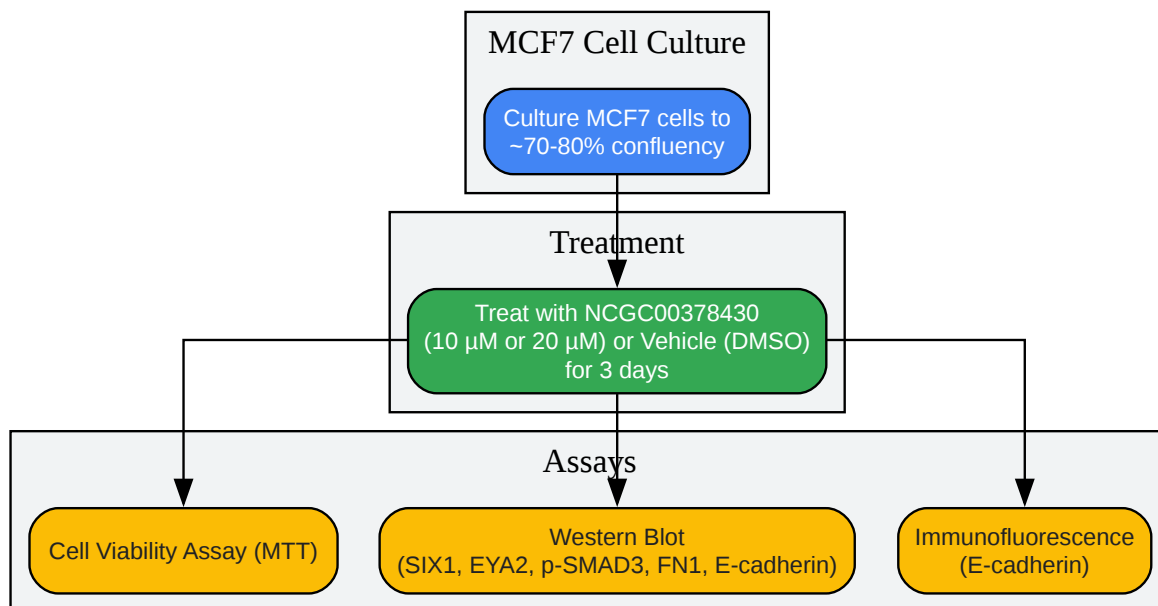 MCF7 Cell Culture
Culture MCF7 cells to
~70-80% confluency
Treatment
Treat with NCGC00378430
(10 µM or 20 µM) or Vehicle (DMSO)
for 3 days
Assays
Cell Viability Assay (MTT)
Western Blot
(SIX1, EYA2, p-SMAD3, FN1, E-cadherin)
Immunofluorescence
(E-cadherin)